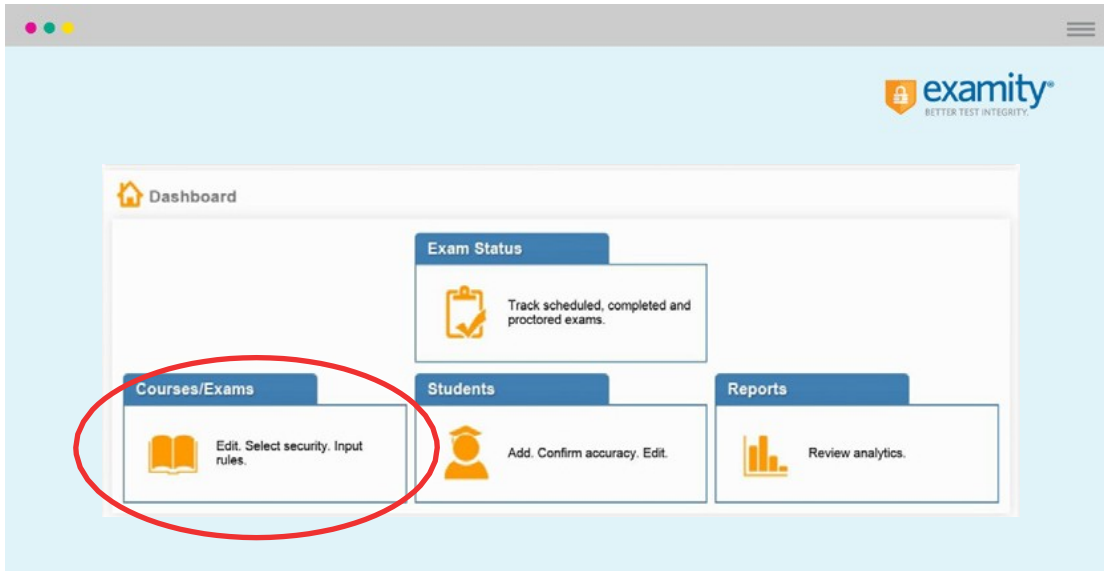 examity®
BETTER TEST INTEGRITY.
Dashboard
Exam Status
Track scheduled, completed and
proctored exams.
Courses/Exams
Edit. Select security. Input
rules.
Students
Add. Confirm accuracy. Edit.
Reports
Review analytics.